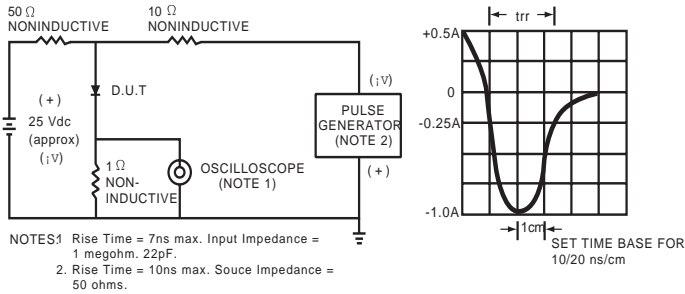 50 Ω
NONINDUCTIVE
10 Ω
NONINDUCTIVE
(+)
25 Vdc
(approx)
(¡V)
D.U.T
1 Ω
NON-
INDUCTIVE
OSCILLOSCOPE
(NOTE 1)
(¡V)
PULSE
GENERATOR
(NOTE 2)
(+)
trr
+0.5A
0
-0.25A
-1.0A
1cm
SET TIME BASE FOR
10/20 ns/cm
NOTES:1 Rise Time = 7ns max. Input Impedance =
1 megohm. 22pF.
2. Rise Time = 10ns max. Souce Impedance =
50 ohms.